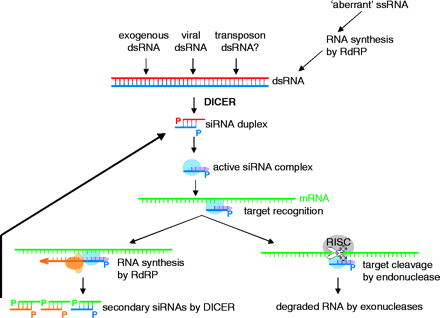 'aberrant' ssRNA
exogenous dsRNA
viral dsRNA
transposon dsRNA?
RNA synthesis
by RdRP
dsRNA
DICER
P
siRNA duplex
P
active siRNA complex
P
mRNA
P
target recognition
RISC
P
RNA synthesis
by RdRP
P
target cleavage
by endonuclease
P P P
secondary siRNAs by DICER
P P P
degraded RNA by exonucleases